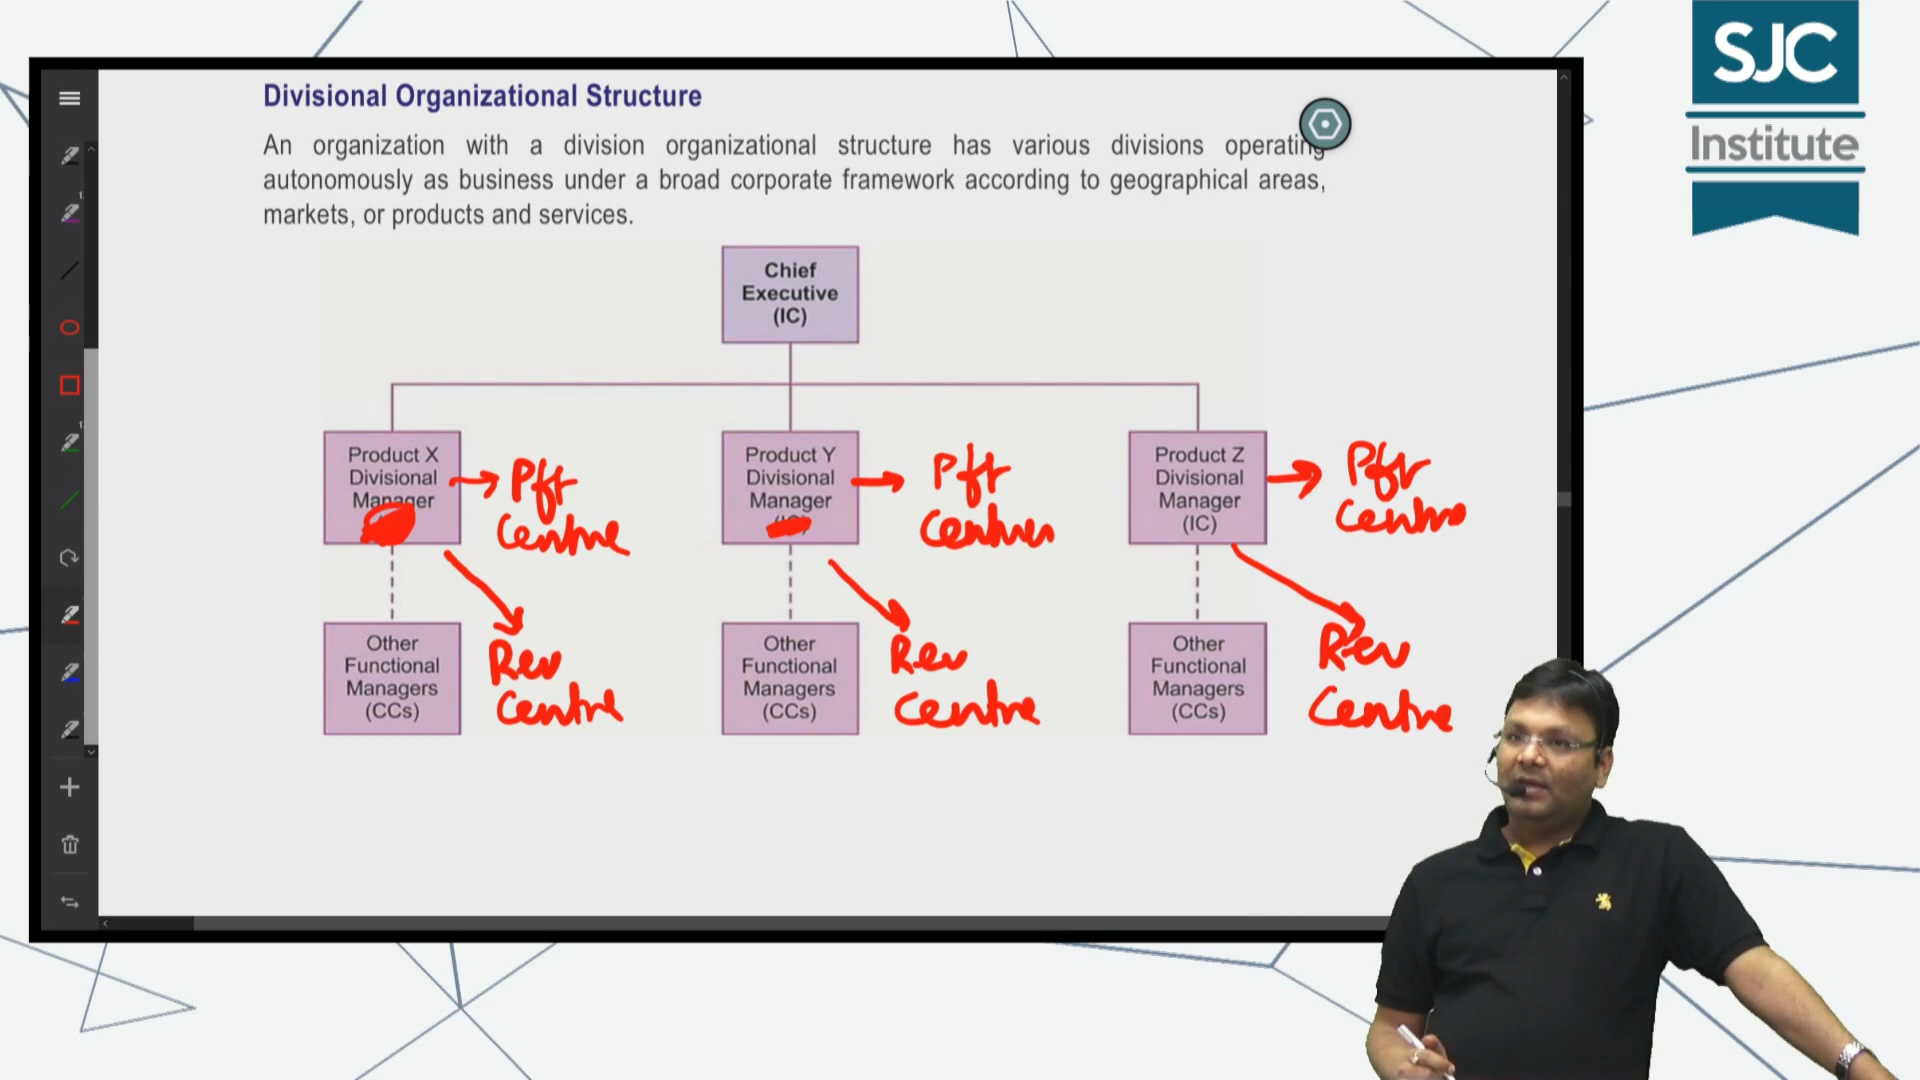 SJC
Institute
Divisional Organizational Structure
An organization with a division organizational structure has various divisions operating
autonomously as business under a broad corporate framework according to geographical areas,
markets, or products and services.
Chief
Executive
(IC)
Product X
Divisional
Manager
Pft
Centre
Product Y
Divisional
Manager
Pft
Centres
Product Z
Divisional
Manager
(IC)
Pft
Centre
Other
Functional
Managers
(CCs)
Rev
Centre
Other
Functional
Managers
(CCs)
Rev
Centre
Other
Functional
Managers
(CCs)
Rev
Centre